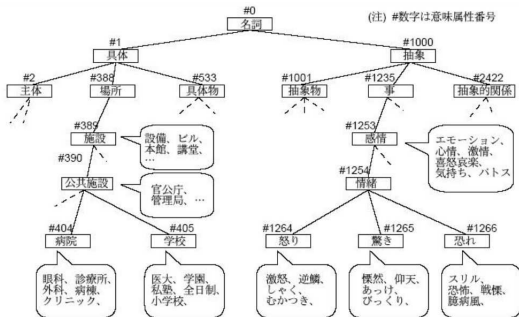 #0
名詞
(注) #数字は意味属性番号
#1
具体
#1000
抽象
#2
主体
#388
場所
#533
具体物
#1001
抽象物
#1235
事
#2422
抽象的関係
#389
施設
設備、ビル、
本館、講堂、
…
#1253
感情
エモーション、
心情、激情、
喜怒哀楽、
気持ち、パトス
#390
公共施設
官公庁、
管理局、…
#1254
情緒
#404
病院
#405
学校
#1264
怒り
#1265
驚き
#1266
恐れ
眼科、診療所、
外科、病棟、
クリニック、
医大、学園、
私塾、全日制、
小学校、
激怒、逆鱗、
しゃく、
むかつき、
慄然、仰天、
あっけ、
びっくり、
スリル、
恐怖、戦慄、
臆病風、